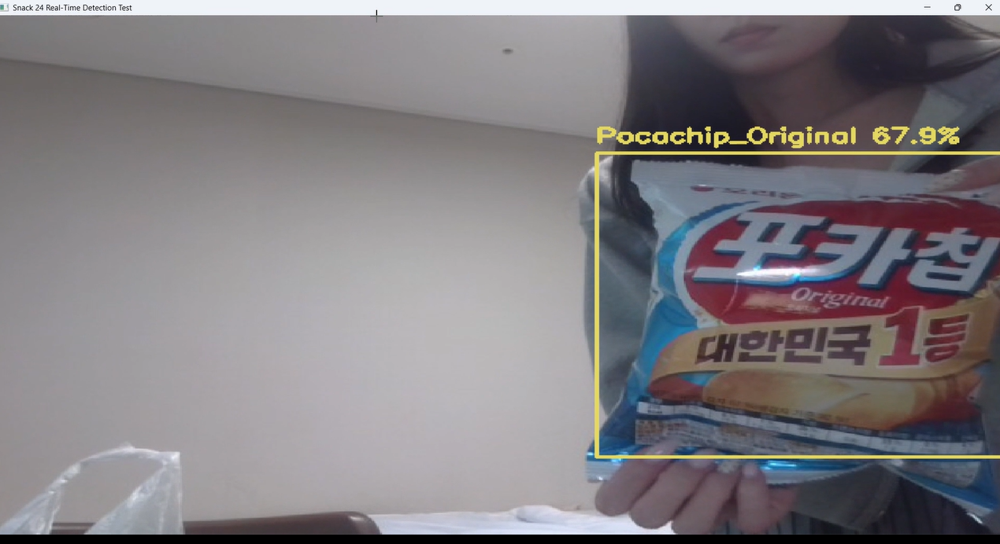 Snack 24 Real-Time Detection Test
Pocachip_Original 67.9%
포카칩
Original
대한민국 1등